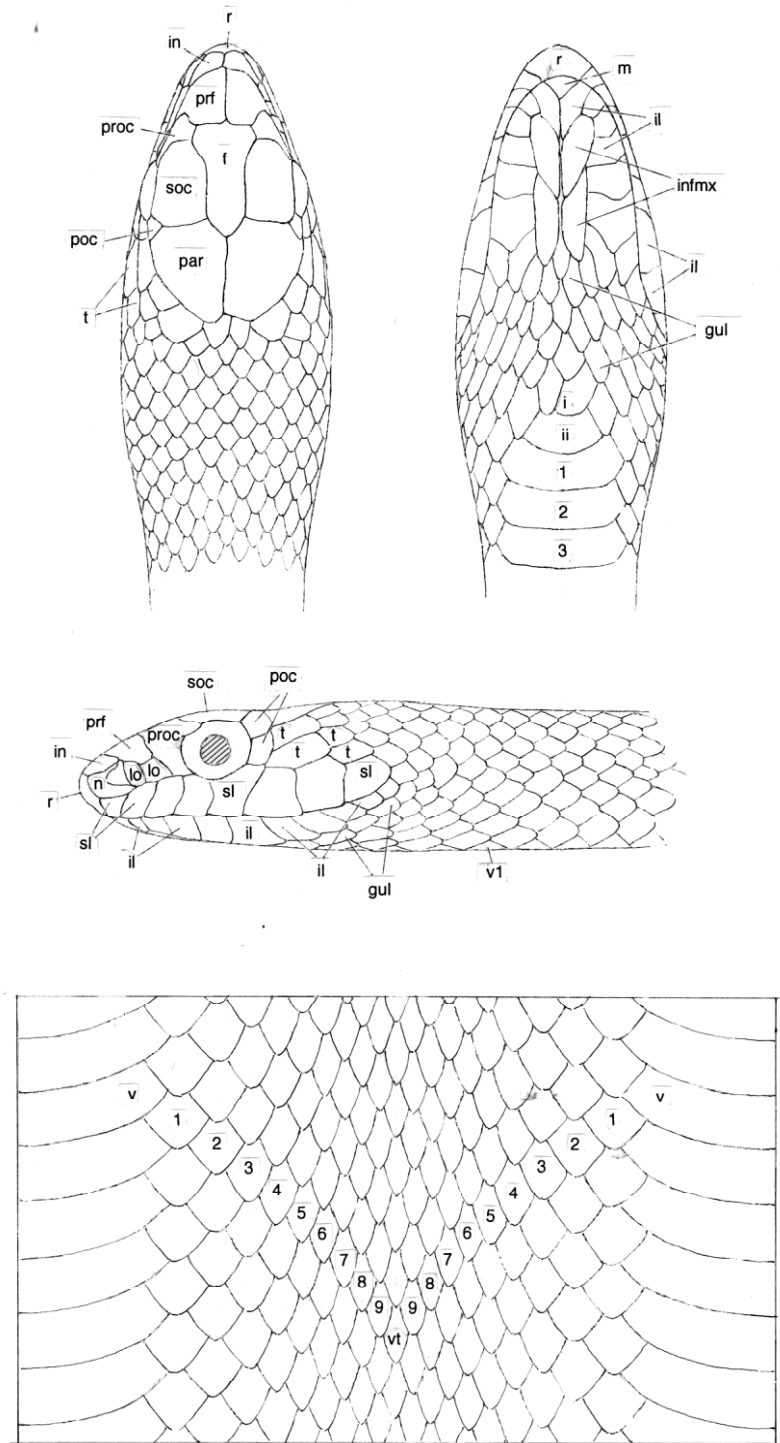 r
in
prf
proc
f
soc
poc
par
t
r
m
il
infmx
il
gul
i
ii
1
2
3
soc
poc
prf
proc
t
in
t
t
lo lo
n
sl
sl
r
sl
il
il
il
gul
v1
v
v
1
1
2
2
3
3
4
4
5
5
6
6
7
7
8
8
9 9
vt